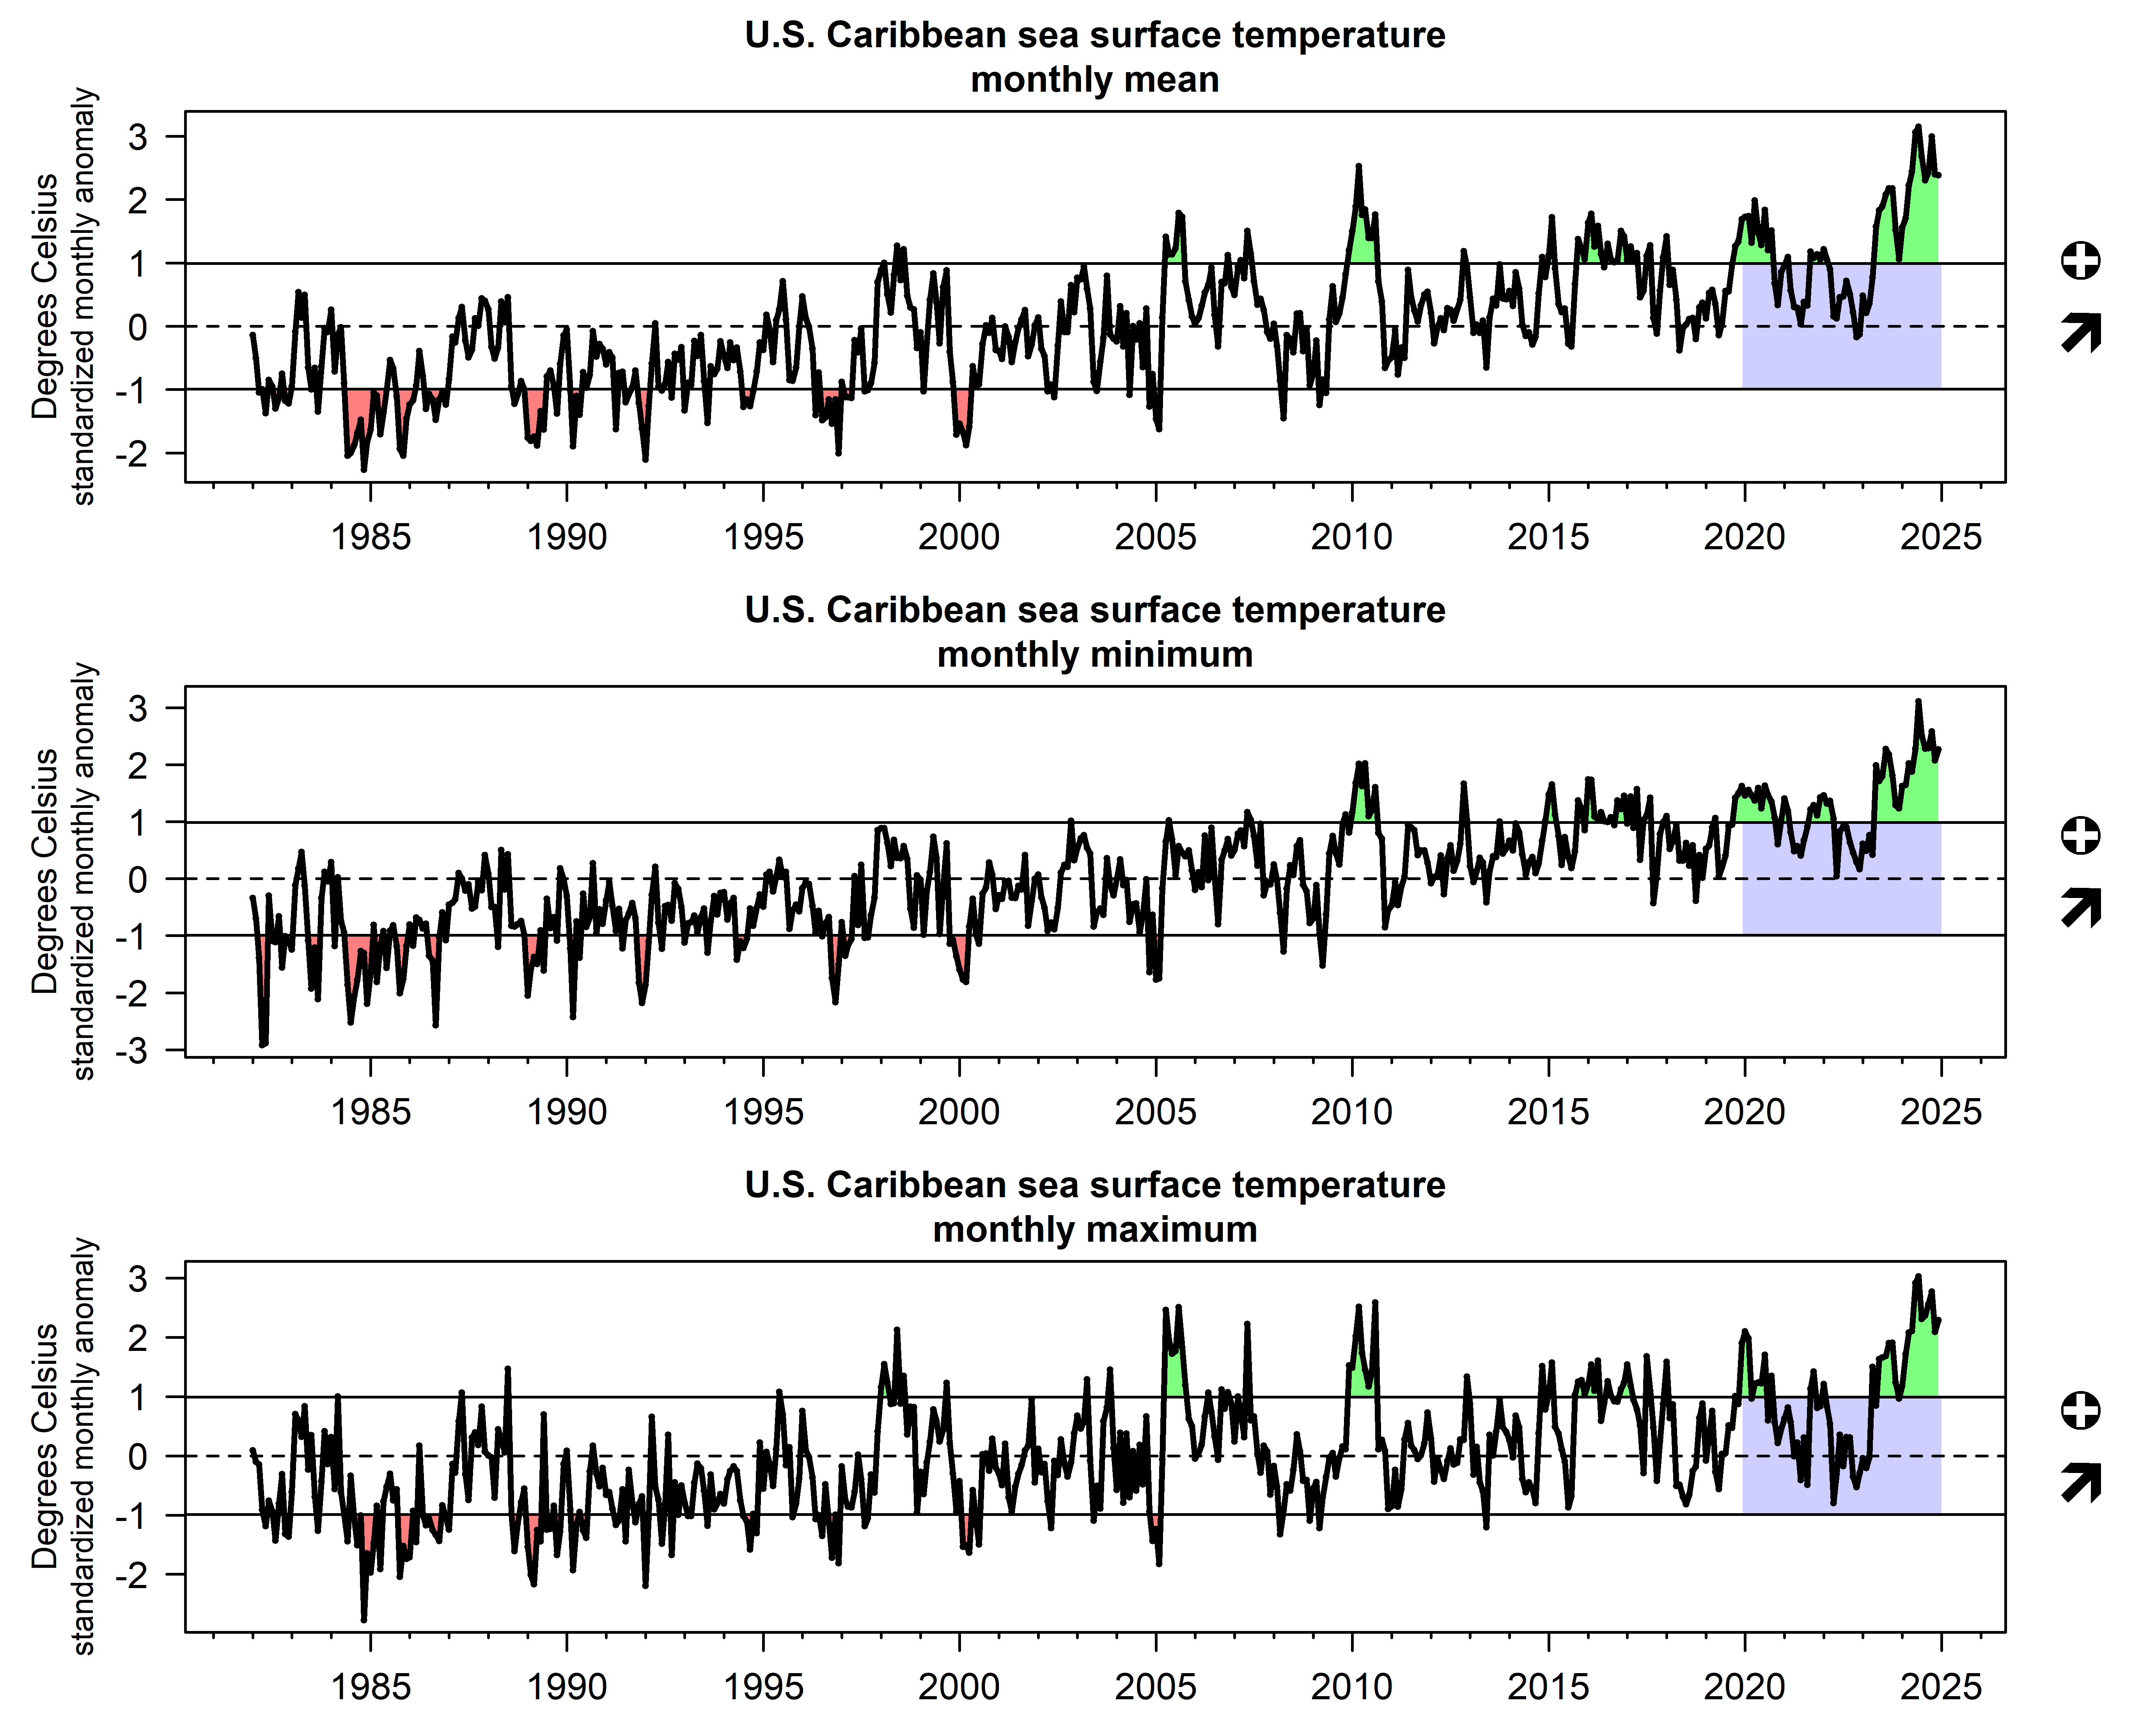 U.S. Caribbean sea surface temperature
monthly mean
Degrees Celsius
standardized monthly anomaly
3
2
1
0
-1
-2
1985 1990 1995 2000 2005 2010 2015 2020 2025
U.S. Caribbean sea surface temperature
monthly minimum
Degrees Celsius
standardized monthly anomaly
3
2
1
0
-1
-2
-3
1985 1990 1995 2000 2005 2010 2015 2020 2025
U.S. Caribbean sea surface temperature
monthly maximum
Degrees Celsius
standardized monthly anomaly
3
2
1
0
-1
-2
1985 1990 1995 2000 2005 2010 2015 2020 2025